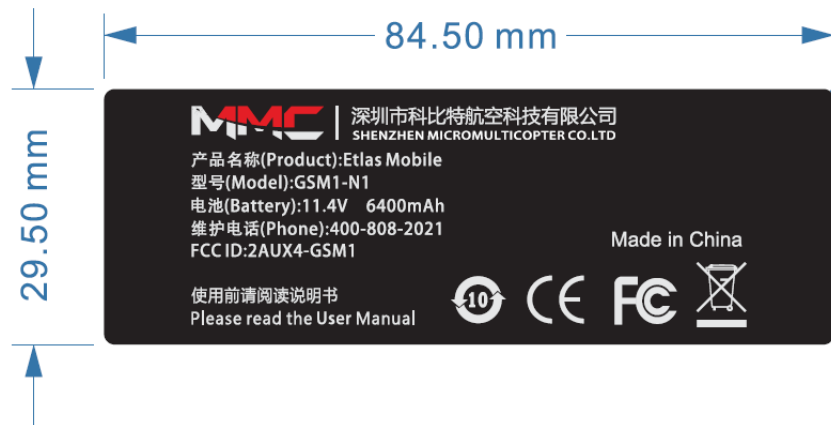 84.50 mm
29.50 mm
MMC
深圳市科比特航空科技有限公司
SHENZHEN MICROMULTICOPTER CO.LTD
产品名称(Product):Etlas Mobile
型号(Model):GSM1-N1
电池(Battery):11.4V 6400mAh
维护电话(Phone):400-808-2021
FCC ID:2AUX4-GSM1
Made in China
使用前请阅读说明书
Please read the User Manual
10
CE
FC